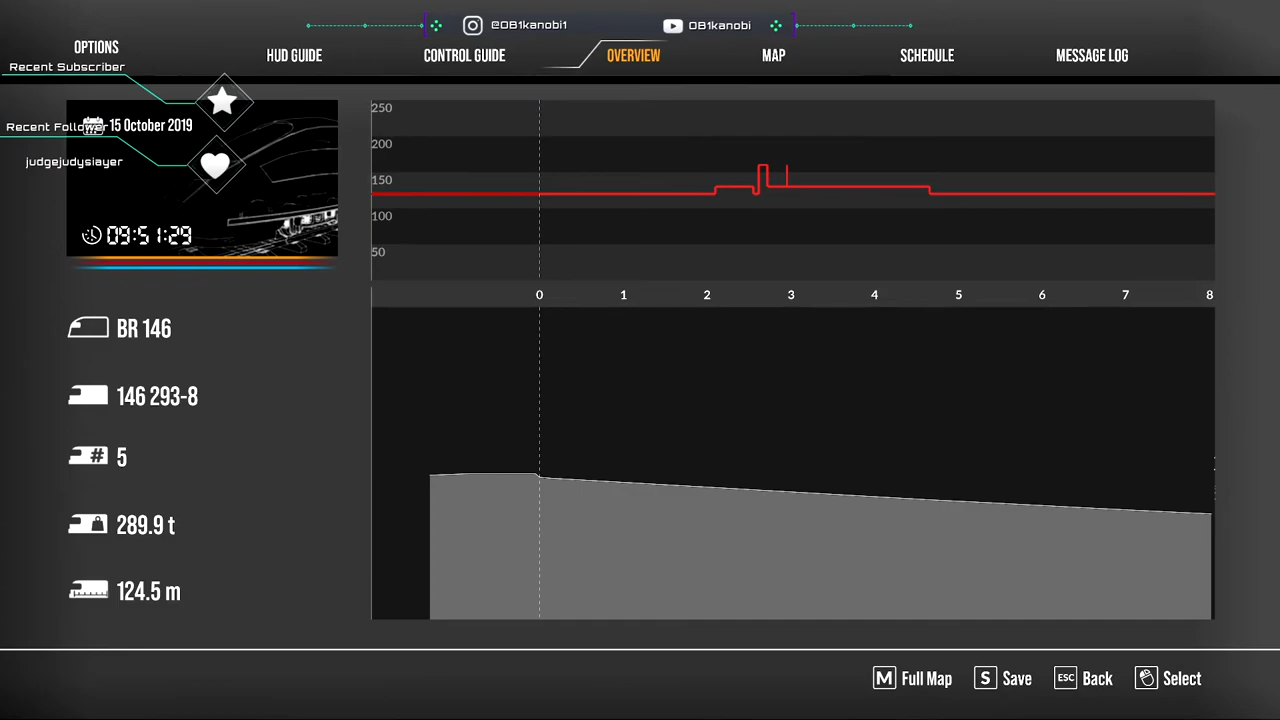 @OB1kanobi1
OB1kanobi
OPTIONS
HUD GUIDE
CONTROL GUIDE
OVERVIEW
MAP
SCHEDULE
MESSAGE LOG
Recent Subscriber
15 October 2019
Recent Follower
judgejudyslayer
09:51:29
250
200
150
100
50
0 1 2 3 4 5 6 7 8
BR 146
146 293-8
# 5
289.9 t
124.5 m
M Full Map
S Save
ESC Back
Select